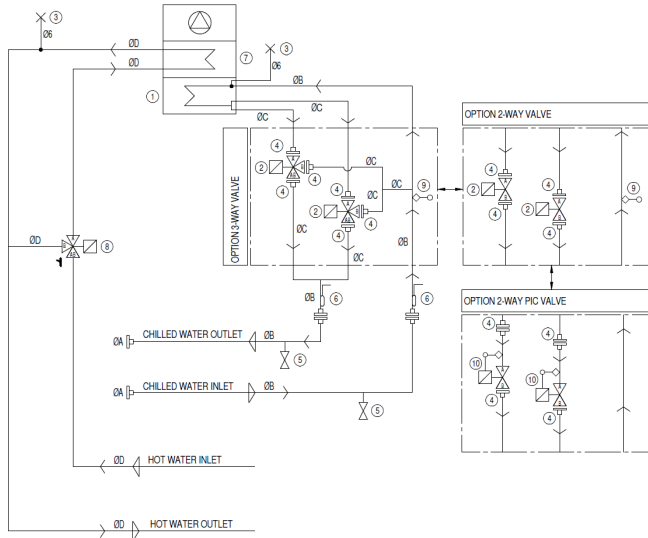 3
ØD
3
Ø6
7
Ø6
ØD
ØB
1
ØC
ØC
OPTION 2-WAY VALVE
OPTION 3-WAY VALVE
4
A
2
AB
B
4
4
ØC
ØC
ØC
9
4
A
2
AB
B
4
4
ØC
ØC
ØB
4
A
2
B
4
4
A
2
B
4
9
ØD
A
B
AB
8
OPTION 2-WAY PIC VALVE
ØB
6
6
4
4
10
A
B
4
10
A
B
4
ØA
CHILLED WATER OUTLET
ØB
5
ØA
CHILLED WATER INLET
ØB
5
ØD
HOT WATER INLET
ØD
HOT WATER OUTLET